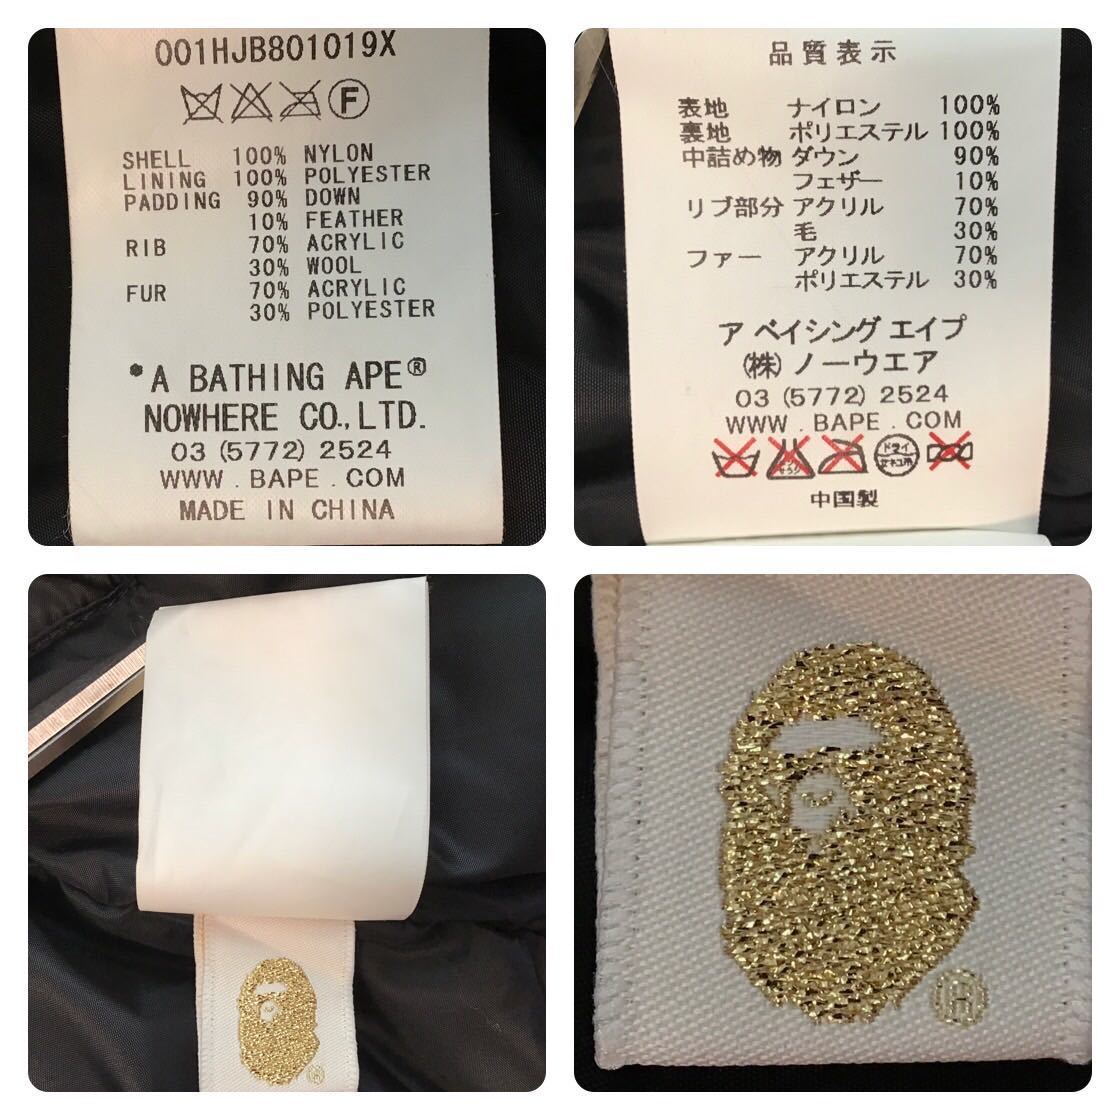 001HJB801019X
F
SHELL 100% NYLON
LINING 100% POLYESTER
PADDING 90% DOWN
10% FEATHER
RIB 70% ACRYLIC
30% WOOL
FUR 70% ACRYLIC
30% POLYESTER
*A BATHING APE®
NOWHERE CO.,LTD.
03 (5772) 2524
WWW . BAPE . COM
MADE IN CHINA
品質表示
表地 ナイロン 100%
裏地 ポリエステル 100%
中詰め物 ダウン 90%
フェザー 10%
リブ部分 アクリル 70%
毛 30%
ファー アクリル 70%
ポリエステル 30%
ア ベイシング エイプ
(株) ノーウエア
03 (5772) 2524
WWW . BAPE . COM
ドライ
中国製